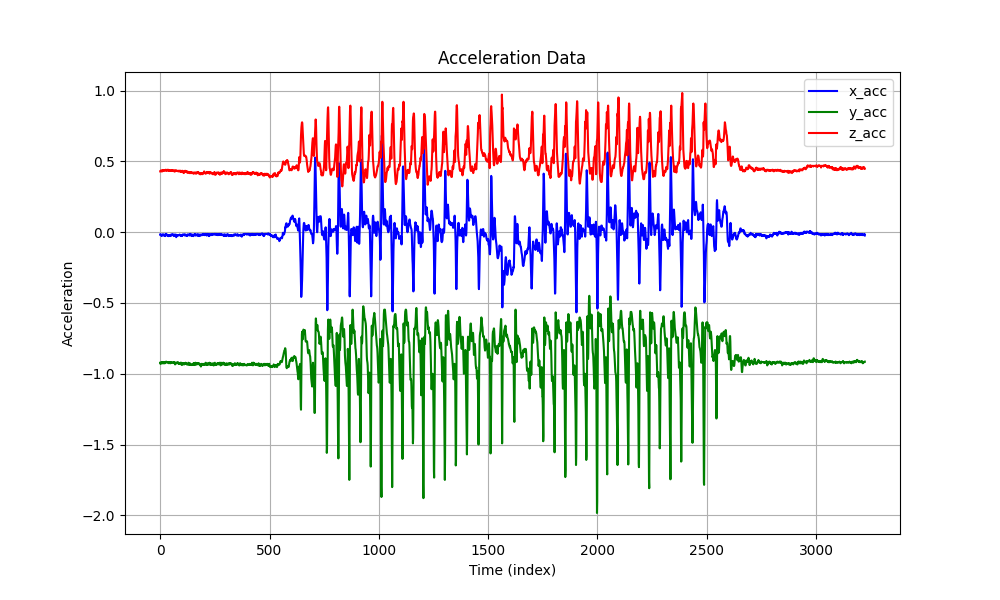 Acceleration Data
x_acc
y_acc
z_acc
1.0
0.5
0.0
−0.5
−1.0
−1.5
−2.0
Acceleration
0 500 1000 1500 2000 2500 3000
Time (index)